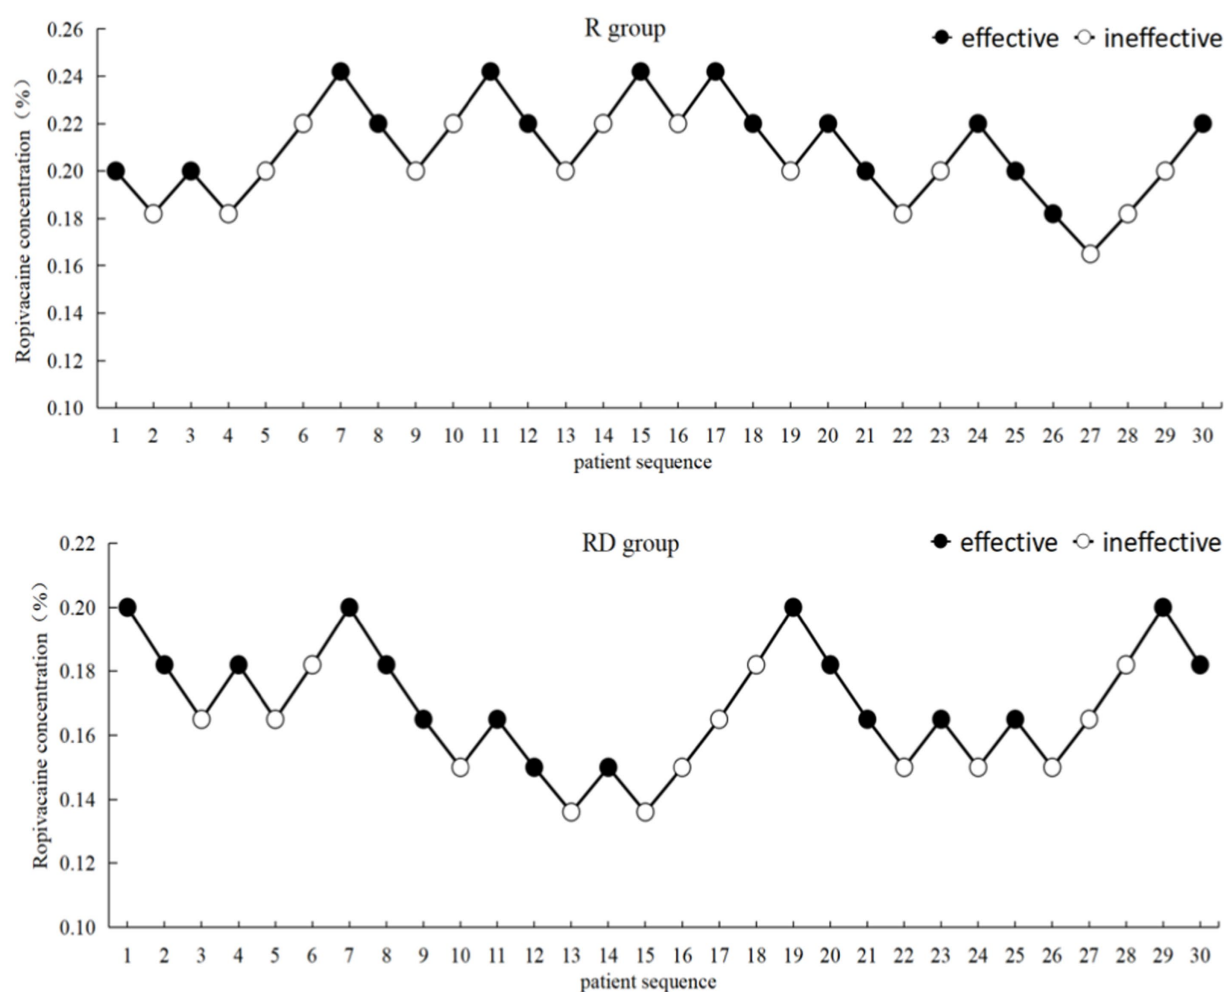 R group
effective ineffective
Ropivacaine concentration（%）
0.26
0.24
0.22
0.20
0.18
0.16
0.14
0.12
0.10
1 2 3 4 5 6 7 8 9 10 11 12 13 14 15 16 17 18 19 20 21 22 23 24 25 26 27 28 29 30
patient sequence
RD group
effective ineffective
Ropivacaine concentration（%）
0.22
0.20
0.18
0.16
0.14
0.12
0.10
1 2 3 4 5 6 7 8 9 10 11 12 13 14 15 16 17 18 19 20 21 22 23 24 25 26 27 28 29 30
patient sequence